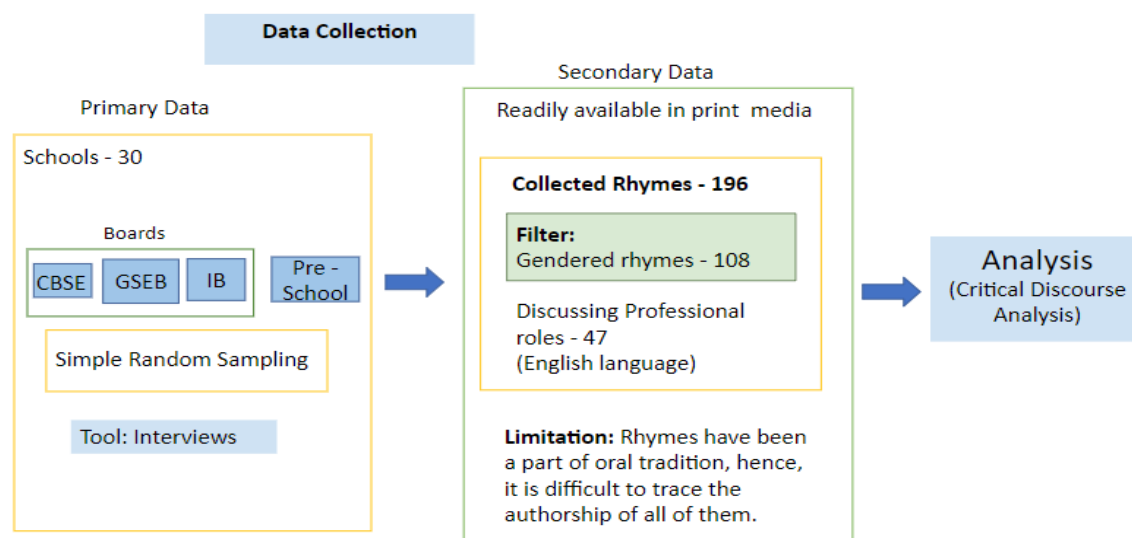 Data Collection
Primary Data
Schools - 30
Boards
CBSE
GSEB
IB
Pre -
School
Simple Random Sampling
Tool: Interviews
Secondary Data
Readily available in print media
Collected Rhymes - 196
Filter:
Gendered rhymes - 108
Discussing Professional
roles - 47
(English language)
Limitation: Rhymes have been
a part of oral tradition, hence,
it is difficult to trace the
authorship of all of them.
Analysis
(Critical Discourse
Analysis)